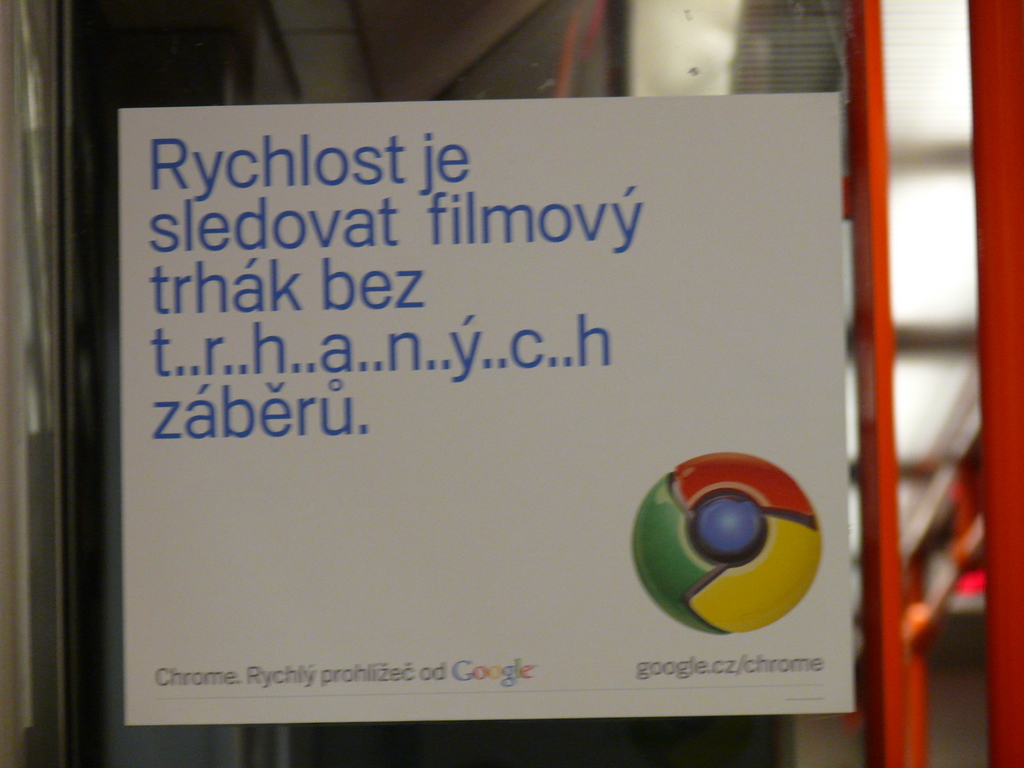 Rychlost je
sledovat filmový
trhák bez
t..r..h..a..n..ý..c..h
záběrů.
Chrome. Rychlý prohlížeč od Google
google.cz/chrome